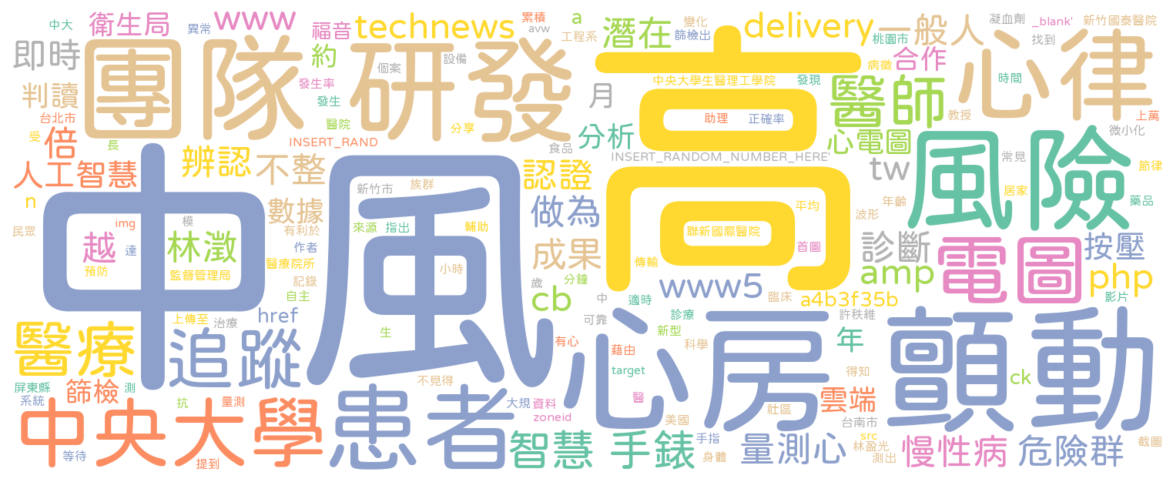 中大
衛生局
異常
www
福音
technews
累積
avw
a
工程系
潛在
變化
篩檢出
delivery
桃園市
般人
凝血劑
_blank'
找到
新竹國泰醫院
即時
團隊
研發
約
個案
設備
發生率
發生
中央大學生醫理工學院
發現
病徵
合作
心律
時間
判讀
台北市
受
長
倍
醫院
分享
INSERT_RAND
食品
月
分析
高
助理
正確率
INSERT_RANDOM_NUMBER_HERE'
醫師
心電圖
教授
上萬
微小化
常見
節律
人工智慧
辨認
不整
新竹市
族群
認證
tw
風險
居家
藥品
n
民眾
中風
img
越
達
預防
模
林澂
監督管理局
數據
有利於
作者
醫療院所
記錄
自主
來源
指出
輔助
小時
做為
成果
平均
聯新國際醫院
首圖
傳輸
年齡
波形
診斷
電圖
按壓
amp
php
影片
www5
臨床
a4b3f35b
歲
分鐘
cb
中
適時
可靠
診療
許秩維
新型
科學
年
醫療
上傳至
治療
href
追蹤
生
不見得
有心
藉由
target
心房
顫動
得知
ck
屏東縣
系統
篩檢
測
抗
量測
中央大學
等待
提到
患者
大規
資料
zoneid
醫
美國
社區
雲端
台南市
src
林盈光
測出
智慧
手錶
手指
身體
量測心
慢性病
危險群
截圖